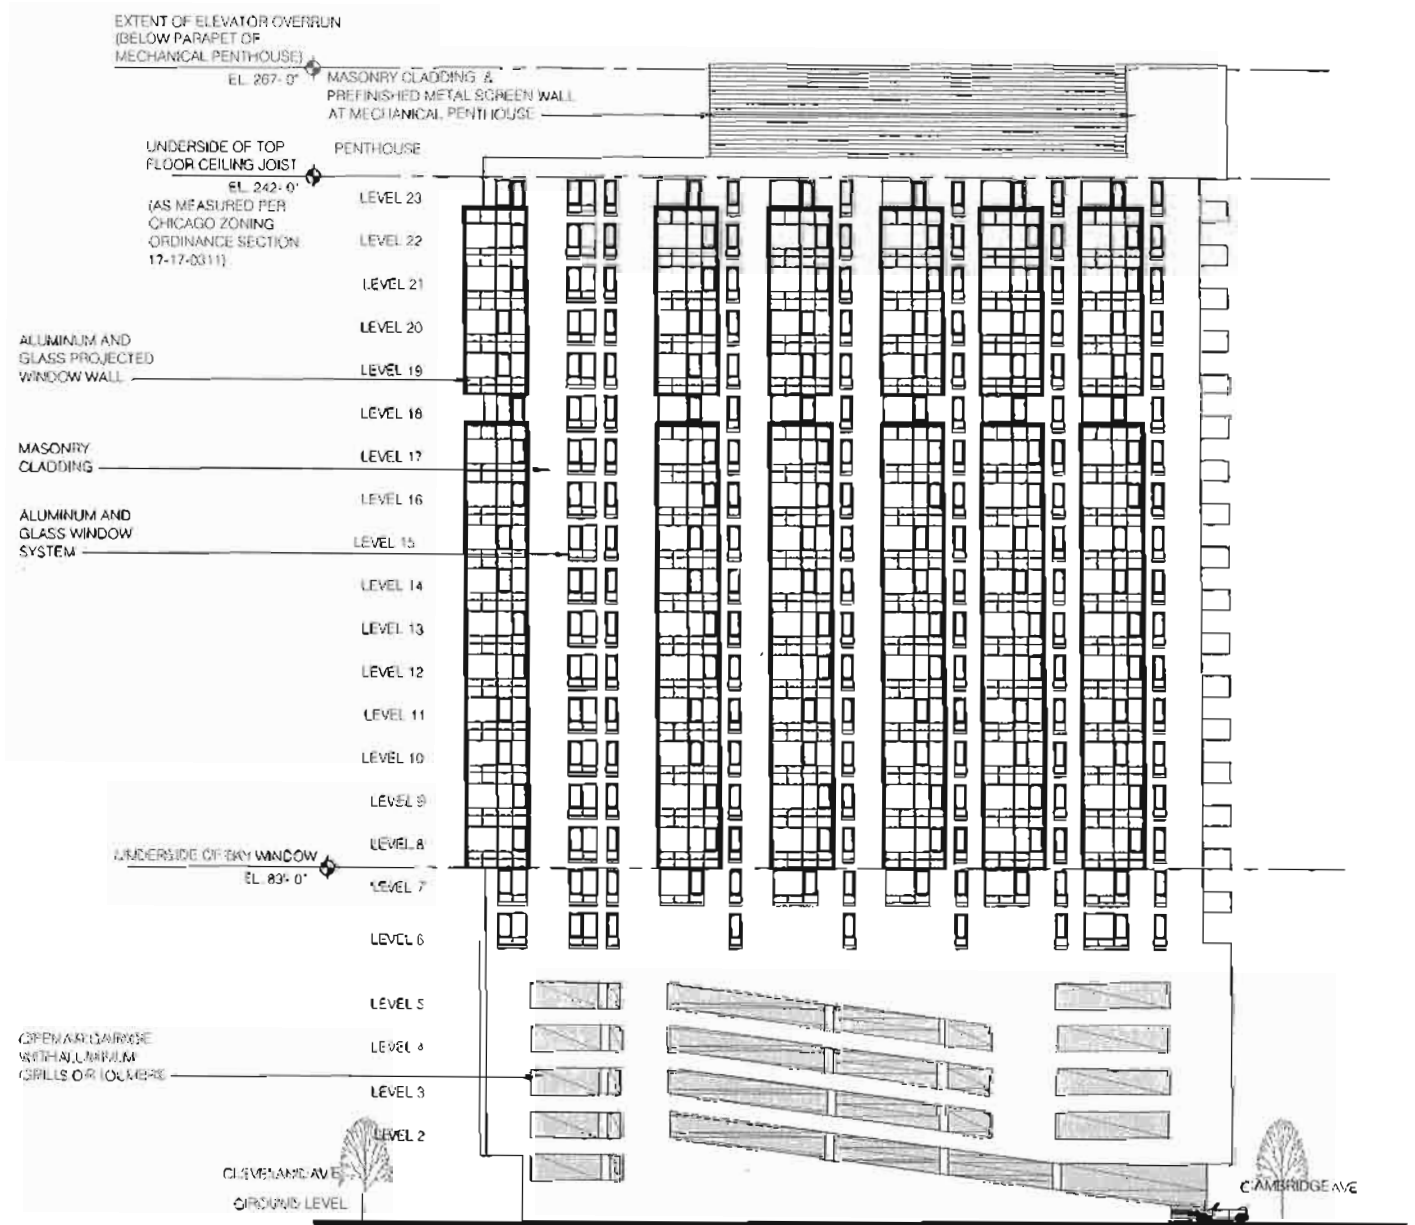 EXTENT OF ELEVATOR OVERRUN
(BELOW PARAPET OF
MECHANICAL PENTHOUSE)
EL. 267'-0"
MASONRY CLADDING &
PREFINISHED METAL SCREEN WALL
AT MECHANICAL PENTHOUSE
UNDERSIDE OF TOP
FLOOR CEILING JOIST
EL. 242'-0"
(AS MEASURED PER
CHICAGO ZONING
ORDINANCE SECTION
17-17-0311)
PENTHOUSE
LEVEL 23
LEVEL 22
LEVEL 21
LEVEL 20
ALUMINUM AND
GLASS PROJECTED
WINDOW WALL
LEVEL 19
LEVEL 18
MASONRY
CLADDING
LEVEL 17
LEVEL 16
ALUMINUM AND
GLASS WINDOW
SYSTEM
LEVEL 15
LEVEL 14
LEVEL 13
LEVEL 12
LEVEL 11
LEVEL 10
LEVEL 9
LEVEL 8
UNDERSIDE OF BAY WINDOW
EL. 83'-0"
LEVEL 7
LEVEL 6
LEVEL 5
OPEN AIR GARAGE
WITH ALUMINUM
GRILLS OR LOUVERS
LEVEL 4
LEVEL 3
LEVEL 2
CLEVELAND AVE
GROUND LEVEL
CAMBRIDGE AVE